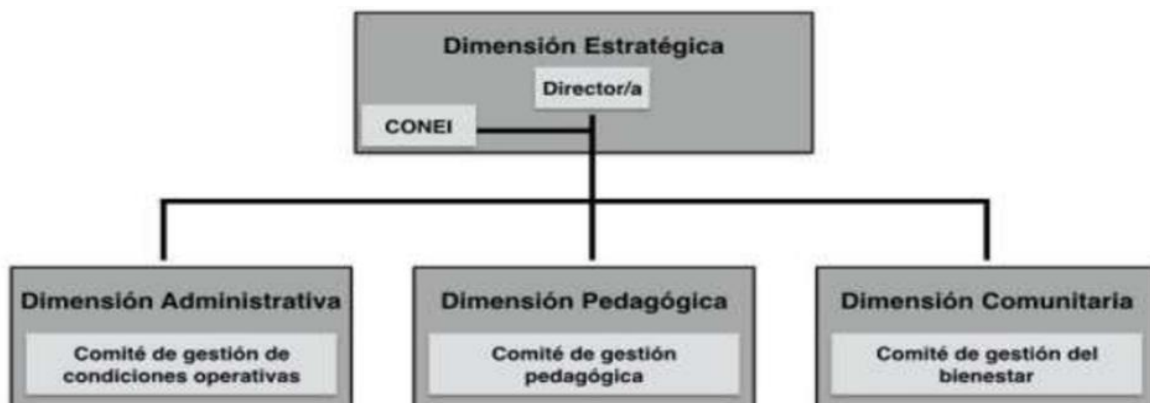 Dimensión Estratégica
Director/a
CONEI
Dimensión Administrativa
Comité de gestión de
condiciones operativas
Dimensión Pedagógica
Comité de gestión
pedagógica
Dimensión Comunitaria
Comité de gestión del
bienestar